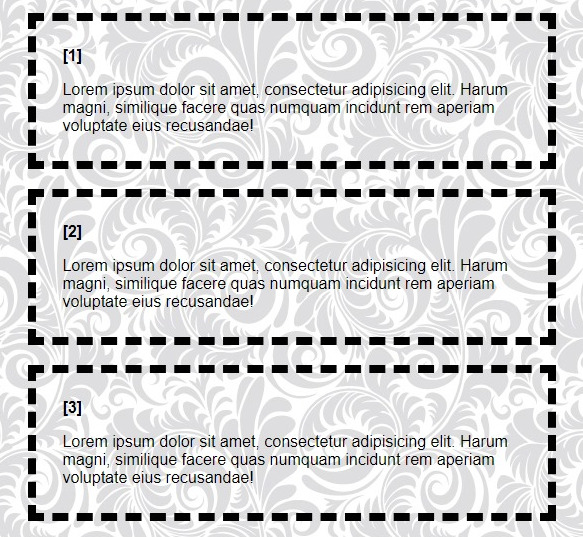 [1]
Lorem ipsum dolor sit amet, consectetur adipisicing elit. Harum
magni, similique facere quas numquam incidunt rem aperiam
voluptate eius recusandae!
[2]
Lorem ipsum dolor sit amet, consectetur adipisicing elit. Harum
magni, similique facere quas numquam incidunt rem aperiam
voluptate eius recusandae!
[3]
Lorem ipsum dolor sit amet, consectetur adipisicing elit. Harum
magni, similique facere quas numquam incidunt rem aperiam
voluptate eius recusandae!